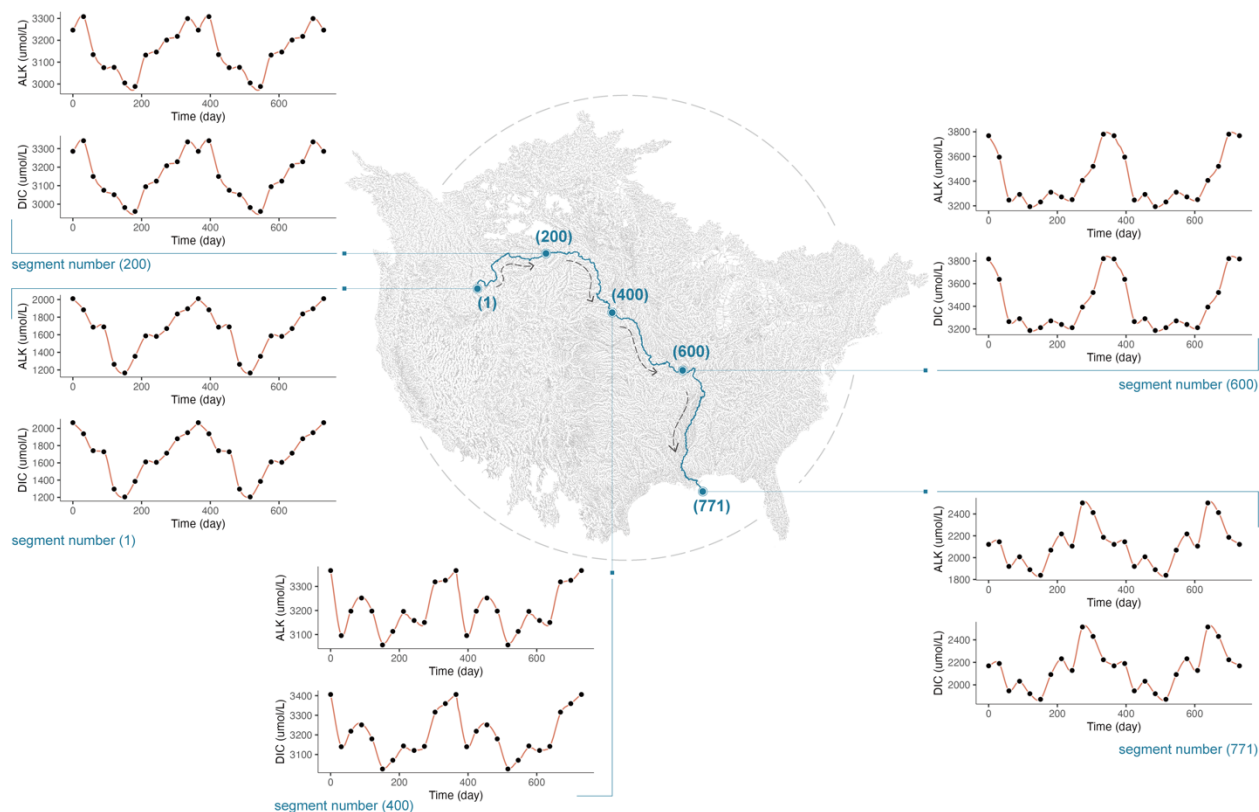 3300
3200
3100
3000
ALK (umol/L)
0 200 400 600
Time (day)
3300
3200
3100
3000
DIC (umol/L)
0 200 400 600
Time (day)
segment number (200)
2000
1800
1600
1400
1200
ALK (umol/L)
0 200 400 600
Time (day)
2000
1800
1600
1400
1200
DIC (umol/L)
0 200 400 600
Time (day)
segment number (1)
(200)
(1)
(400)
(600)
(771)
3800
3600
3400
3200
ALK (umol/L)
0 200 400 600
Time (day)
3800
3600
3400
3200
DIC (umol/L)
0 200 400 600
Time (day)
segment number (600)
2400
2200
2000
1800
ALK (umol/L)
0 200 400 600
Time (day)
2400
2200
2000
DIC (umol/L)
0 200 400 600
Time (day)
segment number (771)
3300
3200
3100
ALK (umol/L)
0 200 400 600
Time (day)
3400
3300
3200
3100
DIC (umol/L)
0 200 400 600
Time (day)
segment number (400)